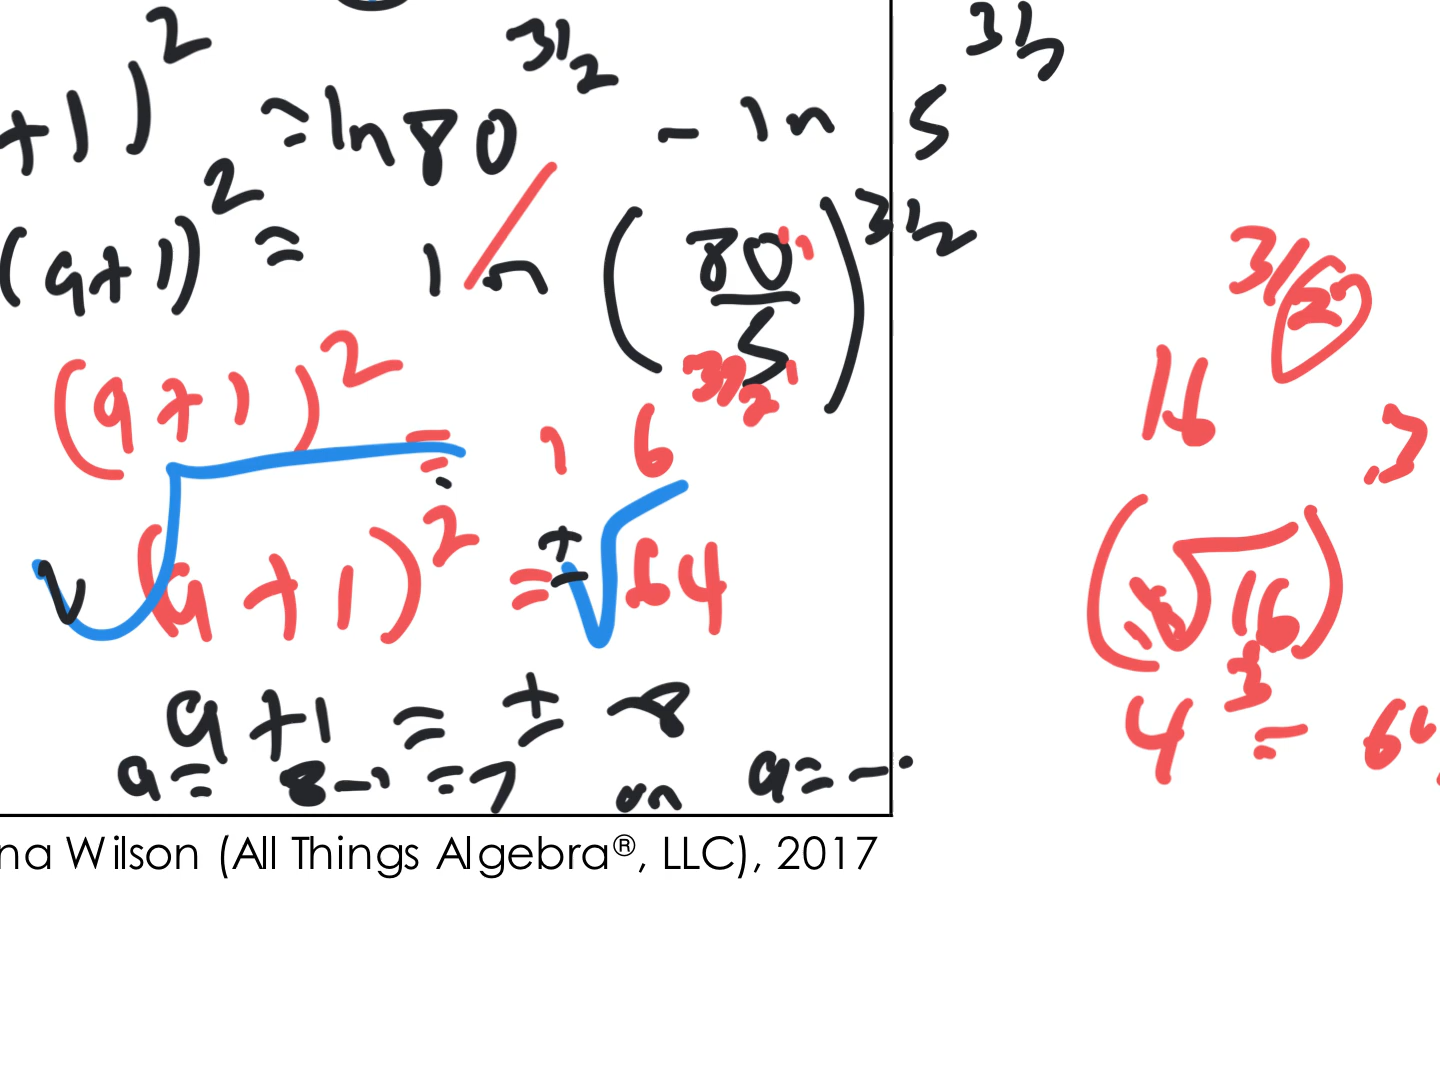 +1)² = ln 80^3/2 - ln 5^3/2
(a+1)² = ln (80/5)^3/2
(a+1)² = 16^3/2
√(a+1)² = ±√64
a+1 = ± 8
a = 8-1 = 7 or a = -
16^3/2
(√16)^3
4^3 = 64
na Wilson (All Things Algebra®, LLC), 2017